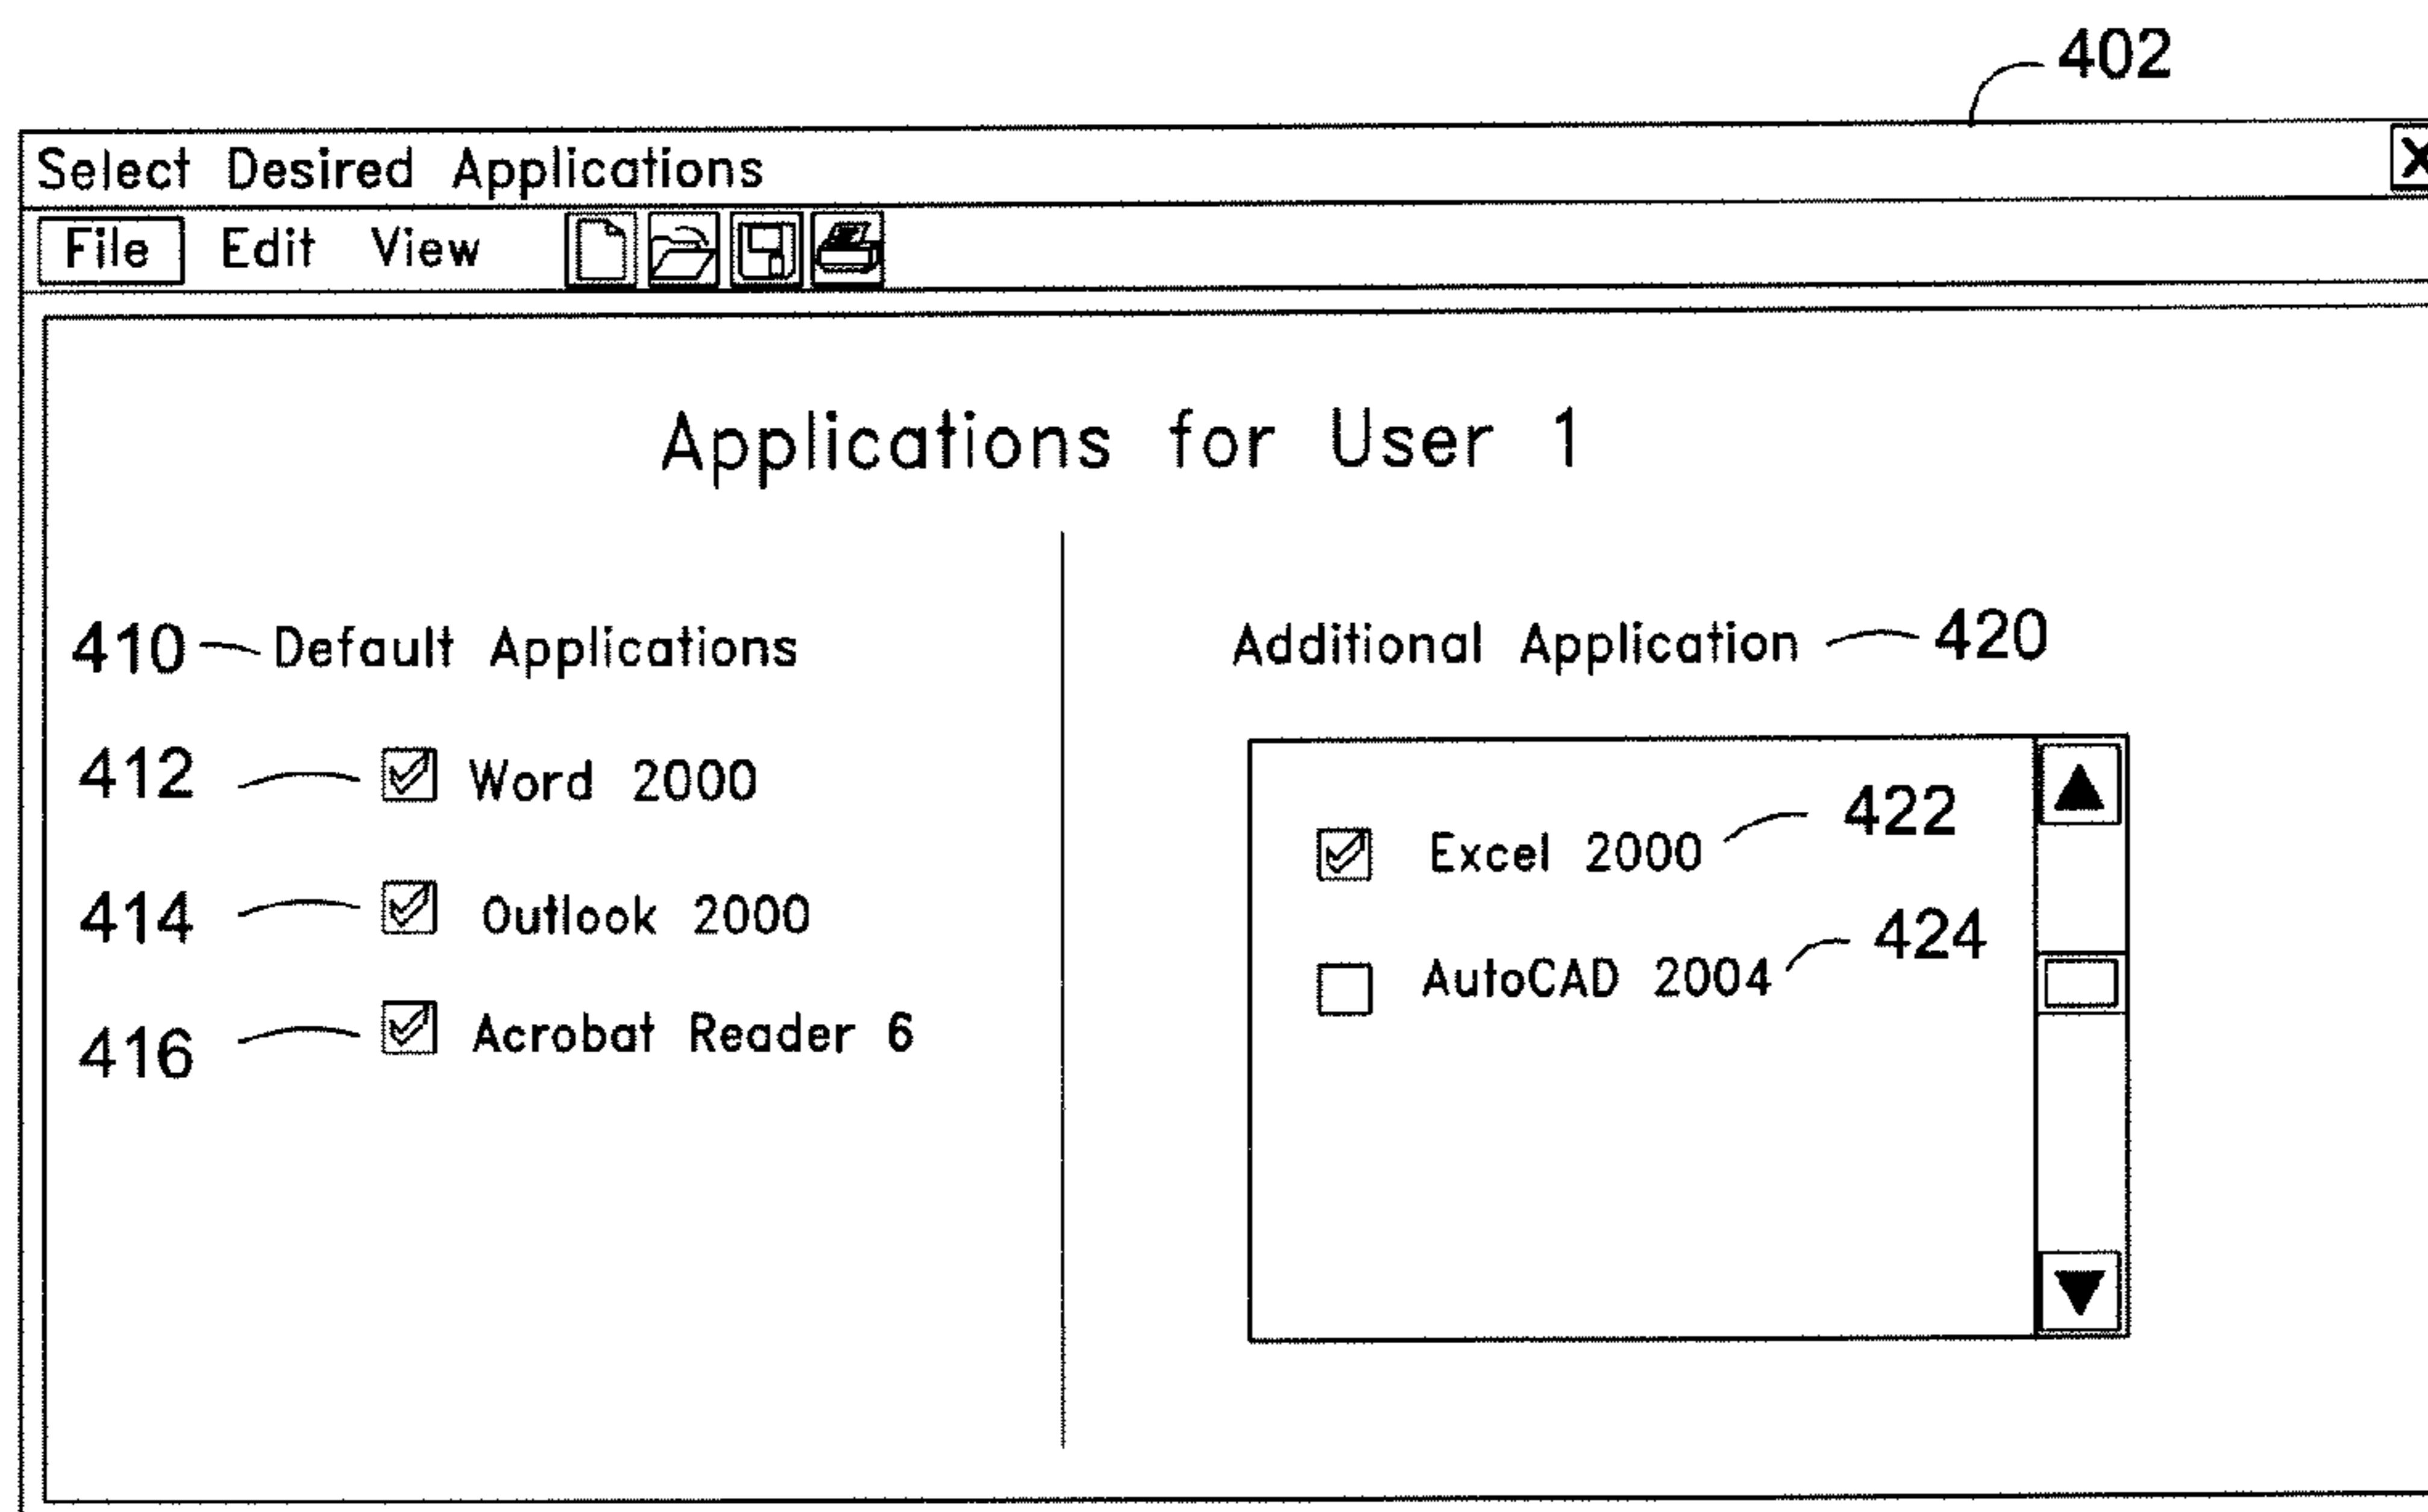 402
Select Desired Applications X
File Edit View
Applications for User 1
410 Default Applications
412 Word 2000
414 Outlook 2000
416 Acrobat Reader 6
Additional Application 420
Excel 2000 422
AutoCAD 2004 424